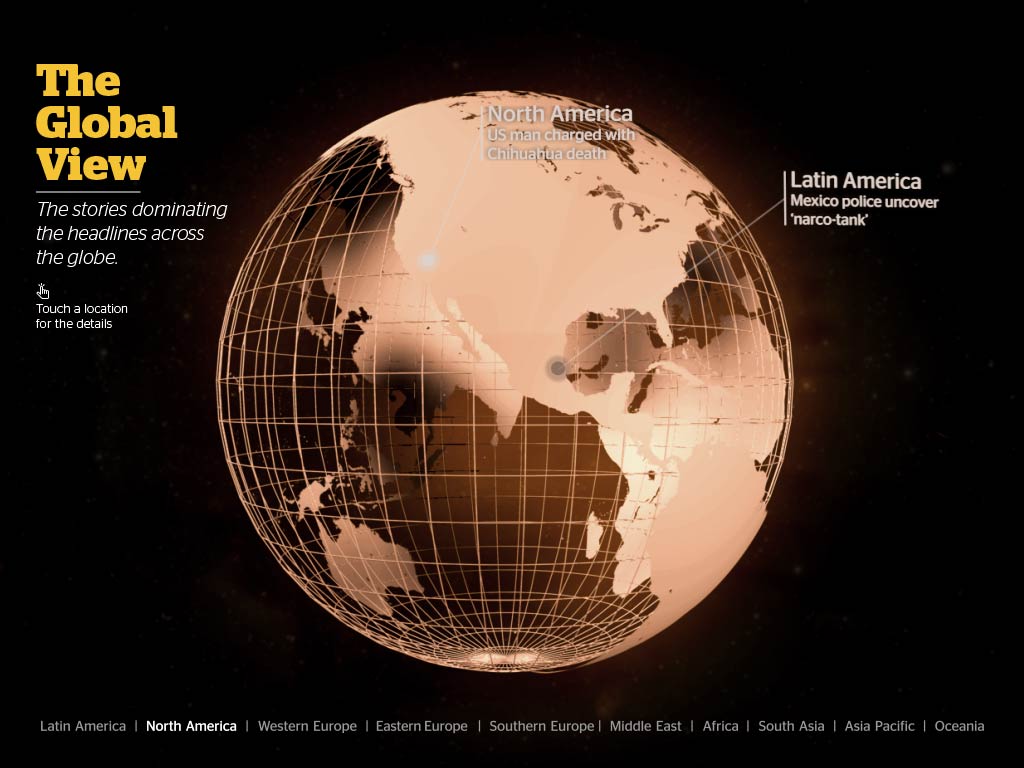 The
Global
View
The stories dominating
the headlines across
the globe.
Touch a location
for the details
North America
US man charged with
Chihuahua death
Latin America
Mexico police uncover
‘narco-tank’
Latin America | North America | Western Europe | Eastern Europe | Southern Europe | Middle East | Africa | South Asia | Asia Pacific | Oceania